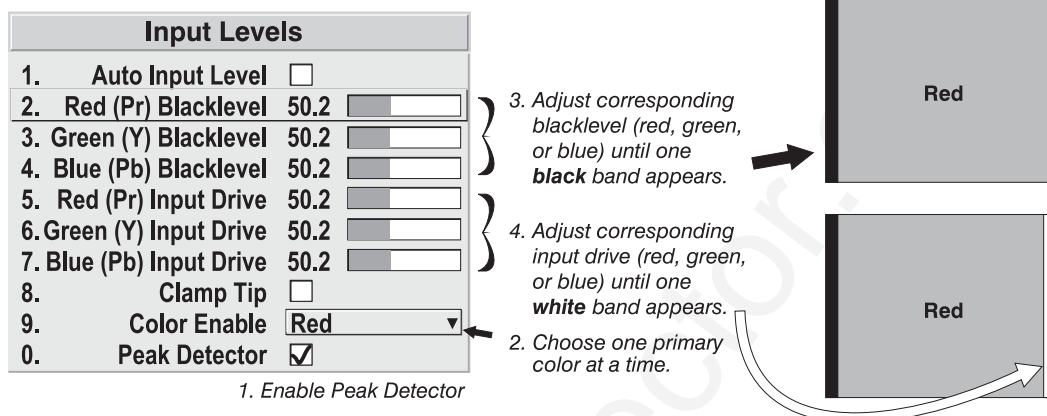 Input Levels
1. Auto Input Level
2. Red (Pr) Blacklevel 50.2
3. Green (Y) Blacklevel 50.2
4. Blue (Pb) Blacklevel 50.2
5. Red (Pr) Input Drive 50.2
6. Green (Y) Input Drive 50.2
7. Blue (Pb) Input Drive 50.2
8. Clamp Tip
9. Color Enable Red
0. Peak Detector
1. Enable Peak Detector
3. Adjust corresponding
blacklevel (red, green,
or blue) until one
black band appears.
4. Adjust corresponding
input drive (red, green,
or blue) until one
white band appears.
2. Choose one primary
color at a time.
Red
Red